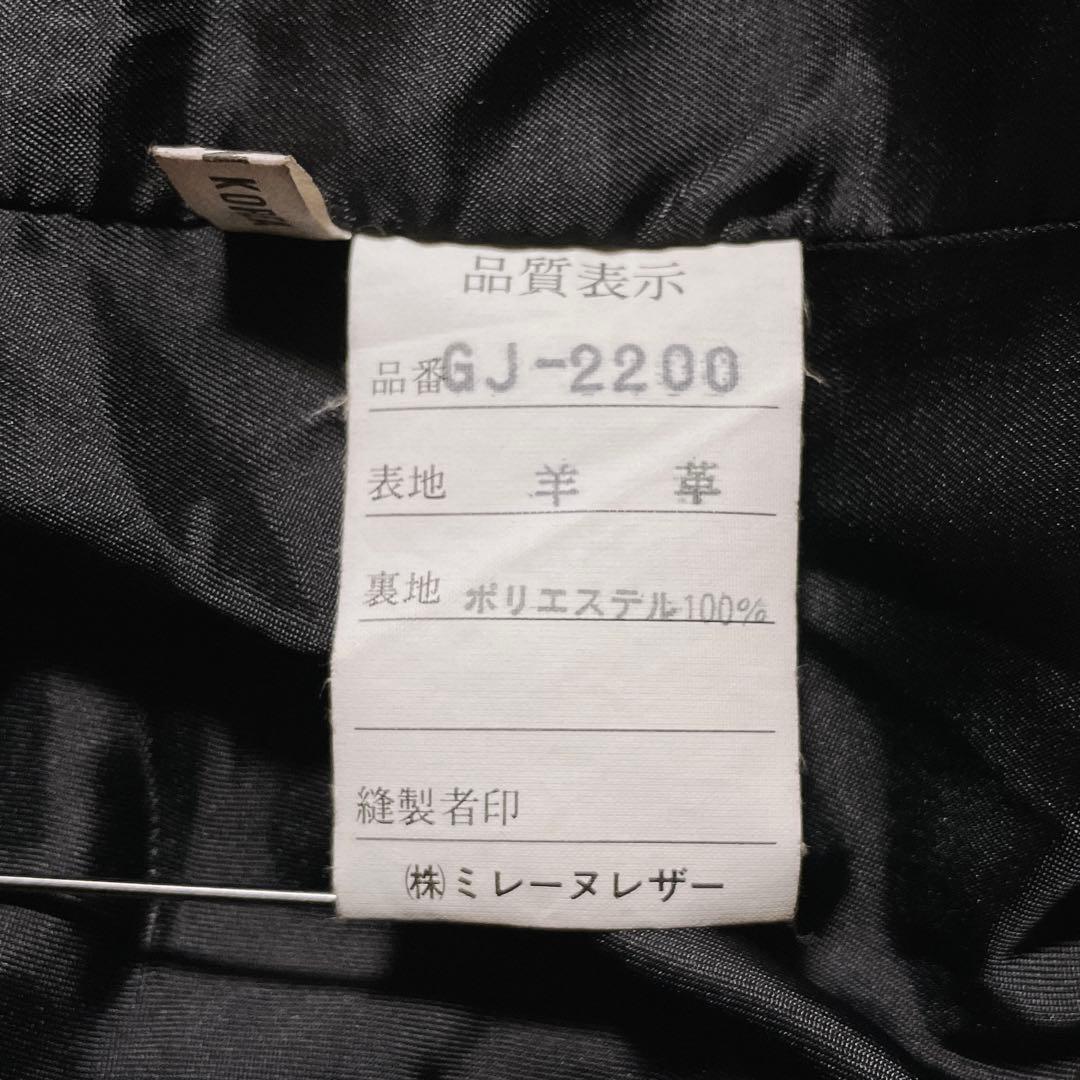 品質表示
品番GJ-2200
表地 羊 革
裏地 ポリエステル100%
縫製者印
㈱ミレーヌレザー